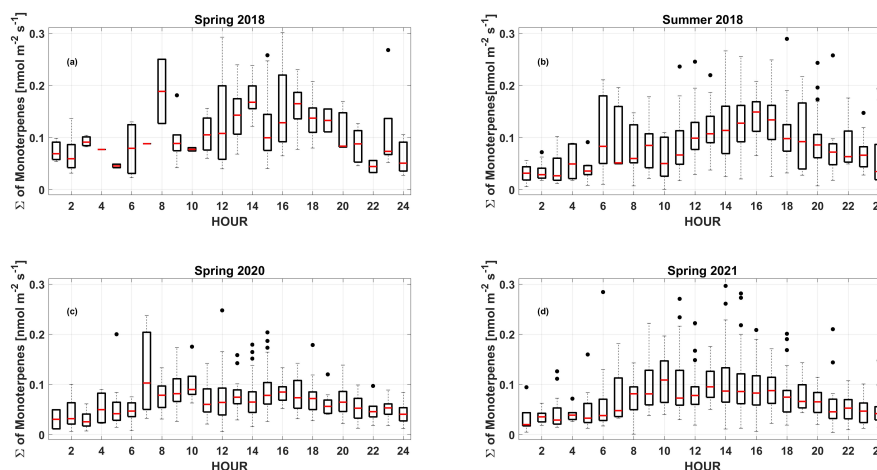 Spring 2018
Σ of Monoterpenes [nmol m⁻² s⁻¹]
0.3
0.2
0.1
0
(a)
2 4 6 8 10 12 14 16 18 20 22 24
HOUR
Summer 2018
Σ of Monoterpenes[nmol m⁻² s⁻¹]
0.3
0.2
0.1
0
(b)
2 4 6 8 10 12 14 16 18 20 22 2
HOUR
Spring 2020
Σ of Monoterpenes [nmol m⁻² s⁻¹]
0.3
0.2
0.1
0
(c)
2 4 6 8 10 12 14 16 18 20 22 24
HOUR
Spring 2021
Σ of Monoterpenes [nmol m⁻² s⁻¹]
0.3
0.2
0.1
0
(d)
2 4 6 8 10 12 14 16 18 20 22 2
HOUR